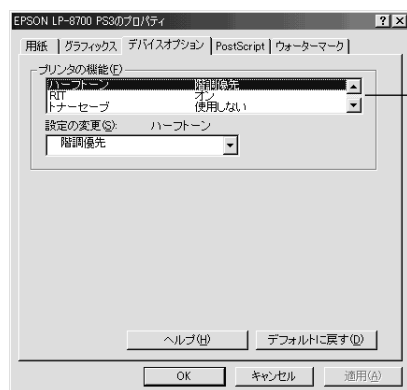 EPSON LP-8700 PS3のプロパティ
用紙 グラフィックス デバイスオプション PostScript ウォーターマーク
プリンタの機能(F)
ハーフトーン 階調優先
RIT オン
トナーセーブ 使用しない
設定の変更(S): ハーフトーン
階調優先
ヘルプ(H) デフォルトに戻す(D)
OK キャンセル 適用(A)